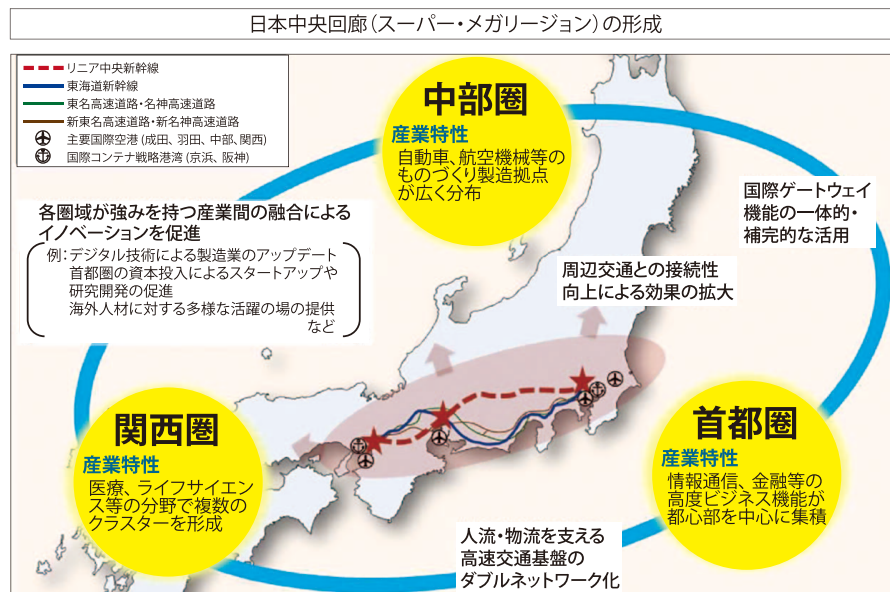 日本中央回廊(スーパー・メガリージョン)の形成
リニア中央新幹線
東海道新幹線
東名高速道路・名神高速道路
新東名高速道路・新名神高速道路
主要国際空港(成田、羽田、中部、関西)
国際コンテナ戦略港湾(京浜、阪神)
中部圏
産業特性
自動車、航空機械等の
ものづくり製造拠点
が広く分布
国際ゲートウェイ
機能の一体的・
補完的な活用
各圏域が強みを持つ産業間の融合による
イノベーションを促進
例:デジタル技術による製造業のアップデート
首都圏の資本投入によるスタートアップや
研究開発の促進
海外人材に対する多様な活躍の場の提供
など
周辺交通との接続性
向上による効果の拡大
関西圏
産業特性
医療、ライフサイエン
ス等の分野で複数の
クラスターを形成
首都圏
産業特性
情報通信、金融等の
高度ビジネス機能が
都心部を中心に集積
人流・物流を支える
高速交通基盤の
ダブルネットワーク化